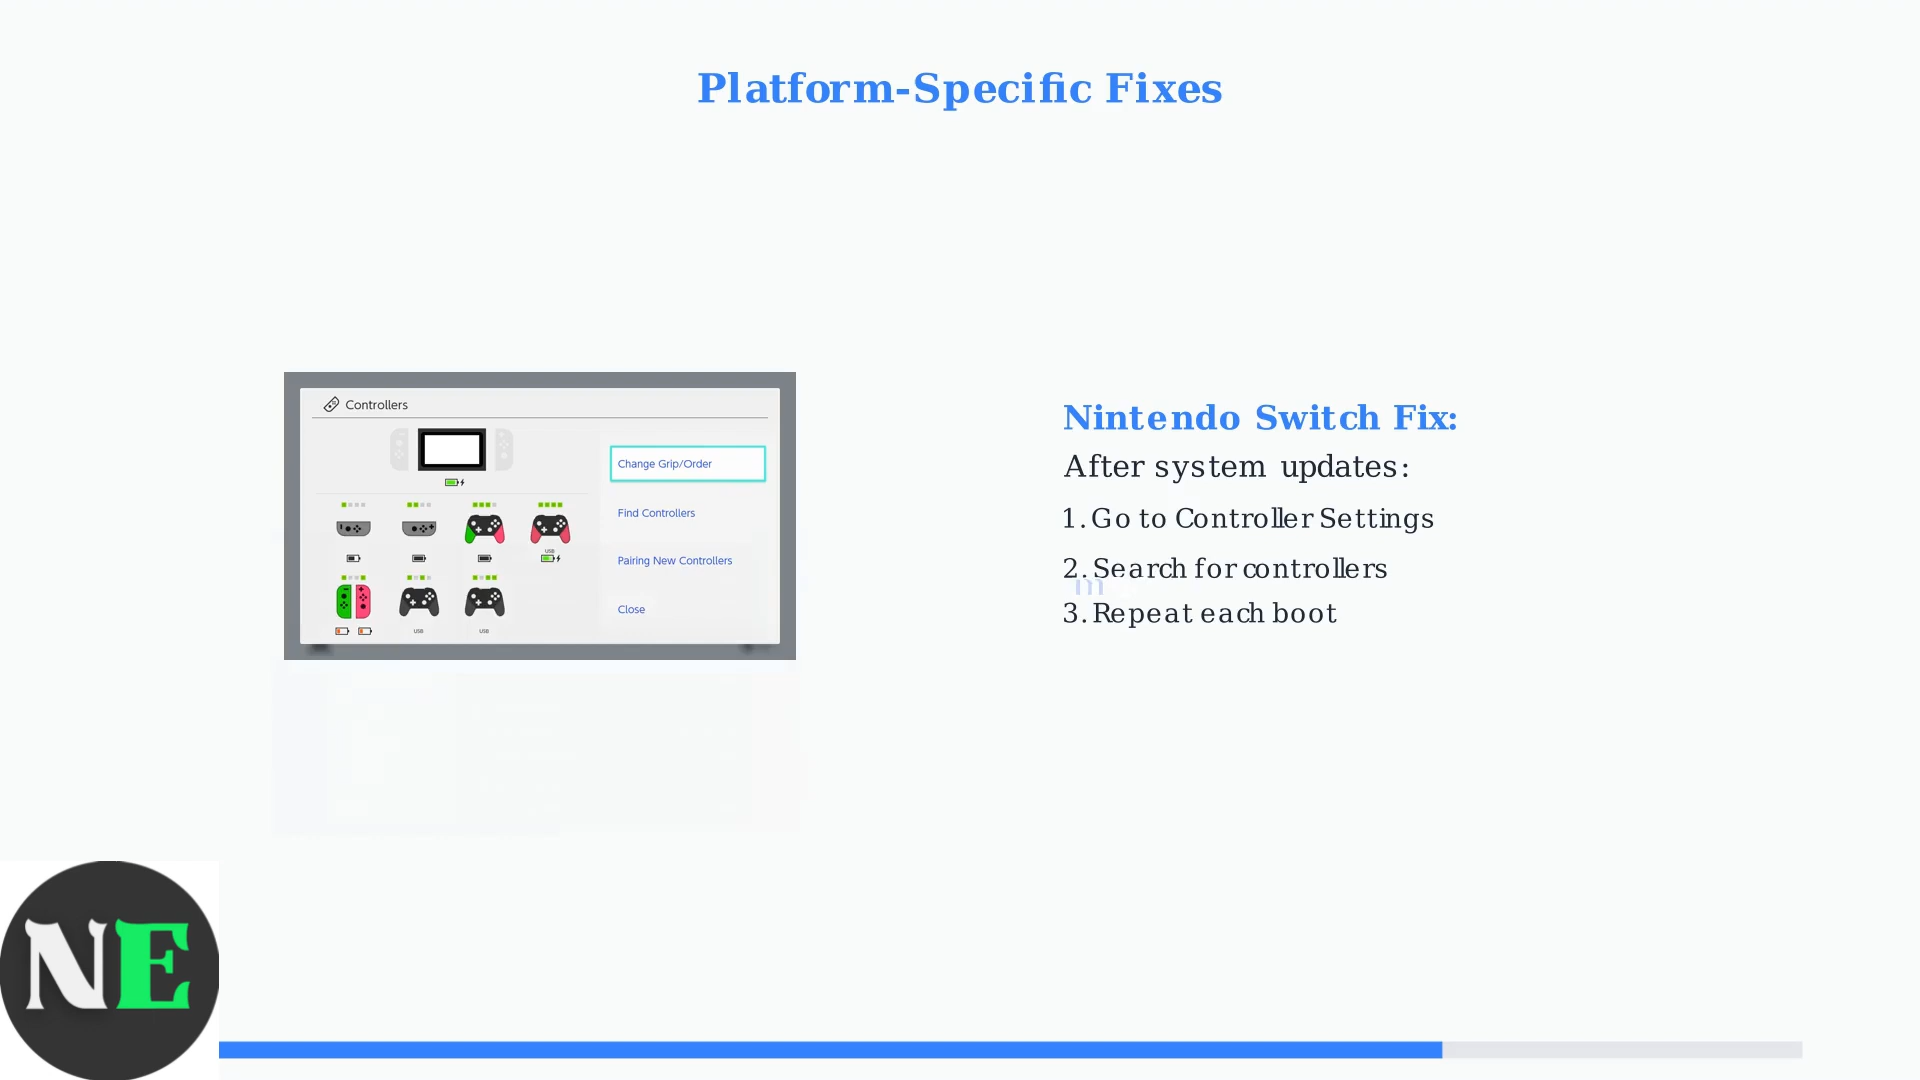 Platform-Specific Fixes
Controllers
Change Grip/Order
Find Controllers
USB
Pairing New Controllers
Close
USB
USB
Nintendo Switch Fix:
After system updates:
1. Go to Controller Settings
2. Search for controllers
3. Repeat each boot
NE